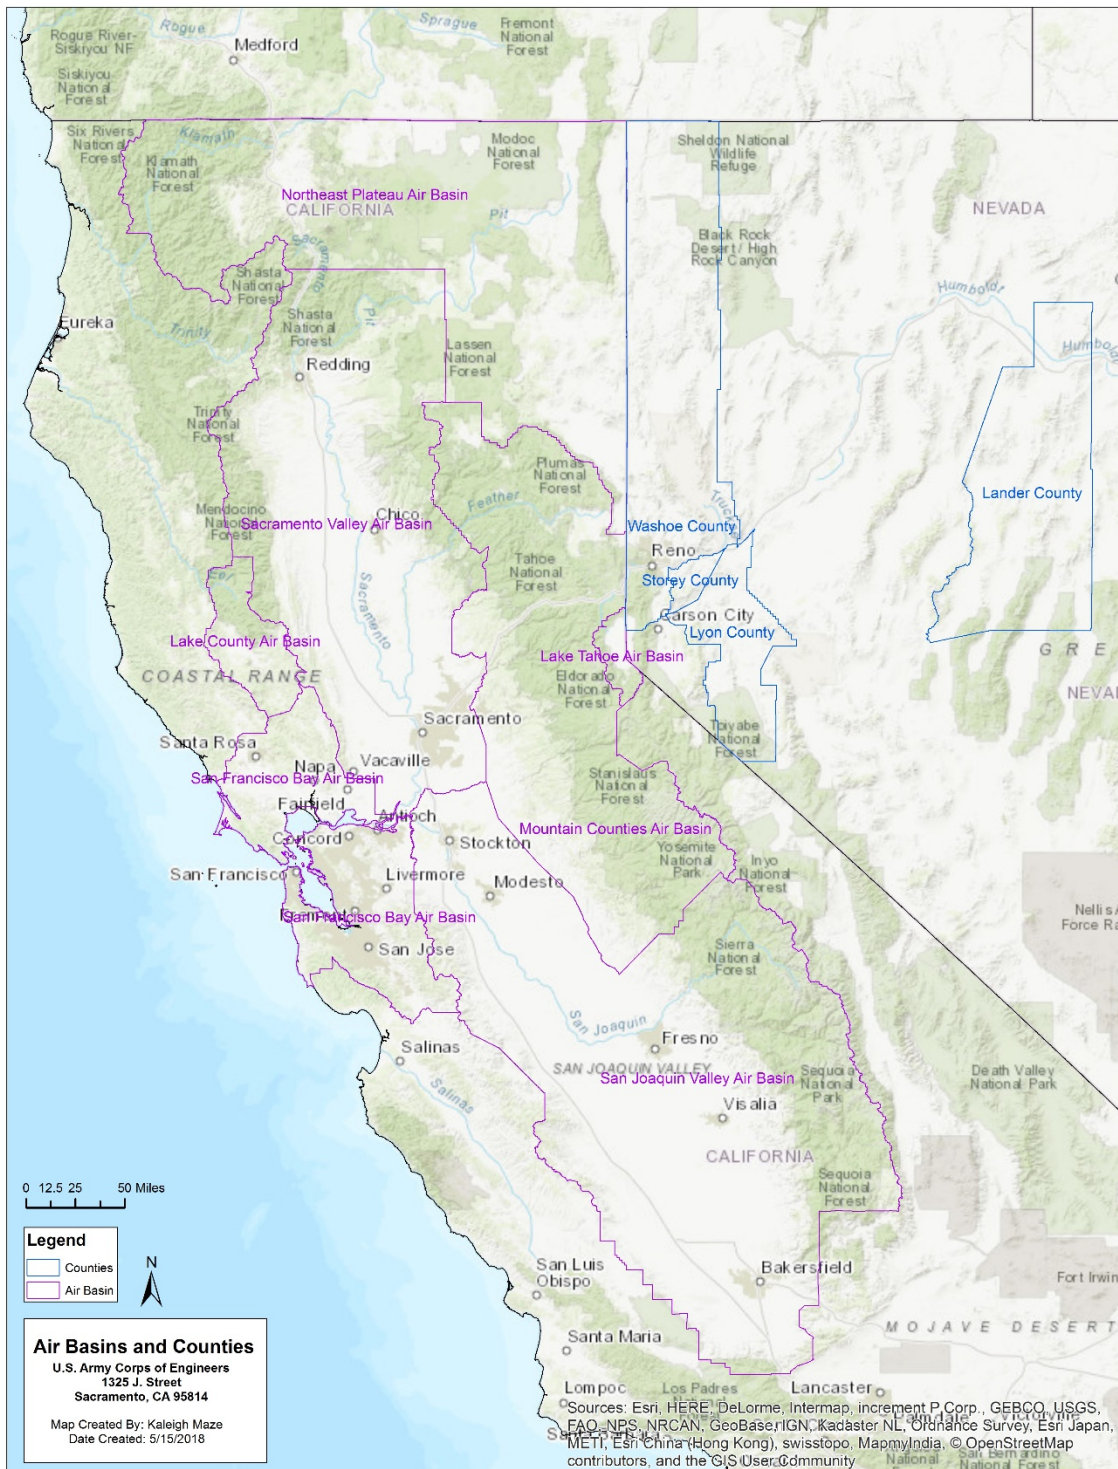 Rogue River-
Siskiyou NF
Rogue
Sprague
Fremont
National
Forest
Medford
Siskiyou
National
Forest
Six Rivers
National
Forest
Klamath
Klamath
National
Forest
Modoc
National
Forest
Sheldon National
Wildlife
Refuge
Northeast Plateau Air Basin
CALIFORNIA
Pit
NEVADA
Black Rock
Desert / High
Rock Canyon
Sacramento
Shasta
National
Forest
Humboldt
Eureka
Trinity
Shasta
National
Forest
Pit
Lassen
National
Forest
Redding
Trinity
National
Forest
Plumas
National
Forest
Feather
Lander County
Mendocino
National
Forest
Chico
Sacramento Valley Air Basin
Washoe County
Reno
Tahoe
National
Forest
Storey County
Eel
Sacramento
Carson City
Lyon County
Lake County Air Basin
Lake Tahoe Air Basin
COASTAL RANGE
Eldorado
National
Forest
GRE
NEVA
Sacramento
Toiyabe
National
Forest
Santa Rosa
Napa
Vacaville
San Francisco Bay Air Basin
Fairfield
Stanislaus
National
Forest
Antioch
Concord
Stockton
Mountain Counties Air Basin
Yosemite
National
Park
Inyo
National
Forest
San Francisco
Livermore
Modesto
Nellis A
Force Ra
San Francisco Bay Air Basin
San Jose
Sierra
National
Forest
San Joaquin
Salinas
Fresno
SAN JOAQUIN VALLEY
San Joaquin Valley Air Basin
Sequoia
National
Park
Death Valley
National Park
Salinas
Visalia
CALIFORNIA
Sequoia
National
Forest
0 12.5 25 50 Miles
Legend
Counties
Air Basin
N
San Luis
Obispo
Bakersfield
Fort Irwin
MOJAVE DESERT
Santa Maria
Air Basins and Counties
U.S. Army Corps of Engineers
1325 J. Street
Sacramento, CA 95814
Map Created By: Kaleigh Maze
Date Created: 5/15/2018
Lompoc
Los Padres
Lancaster
Sources: Esri, HERE, DeLorme, Intermap, increment P Corp., GEBCO, USGS,
FAO, NPS, NRCAN, GeoBase, IGN, Kadaster NL, Ordnance Survey, Esri Japan,
METI, Esri China (Hong Kong), swisstopo, MapmyIndia, © OpenStreetMap
contributors, and the GIS User Community